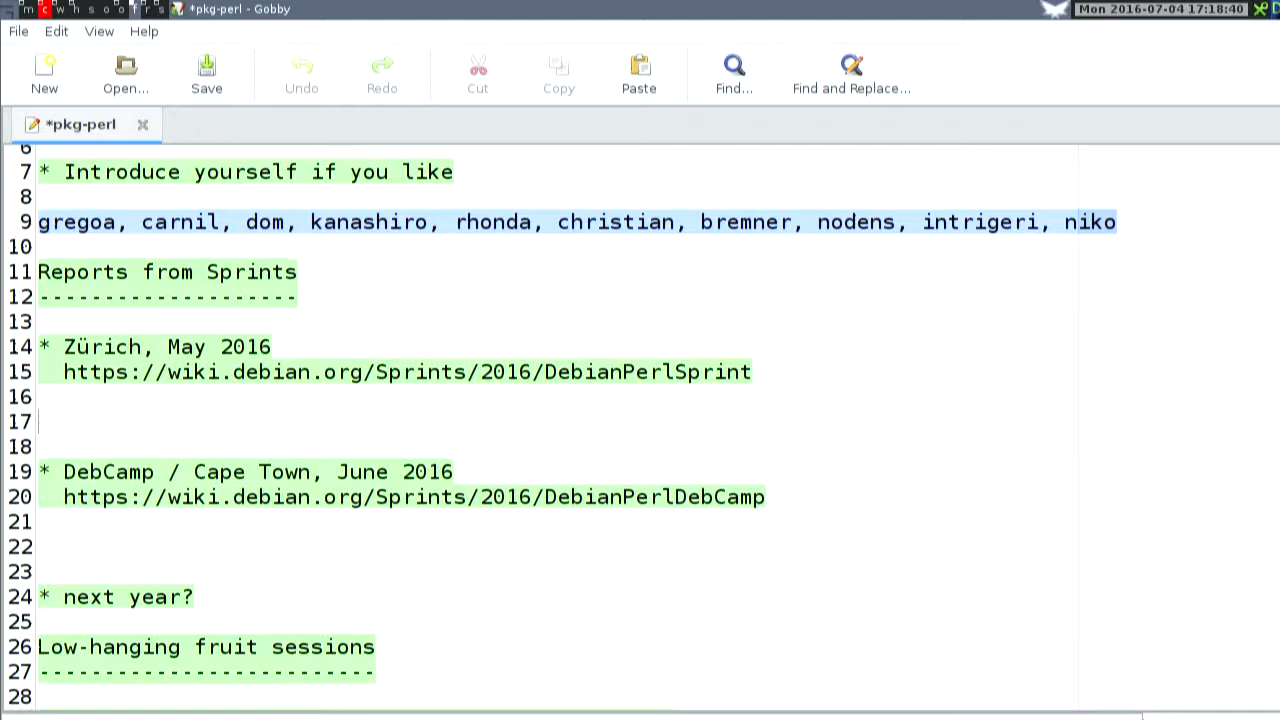 m c w h s o o f r s *pkg-perl - Gobby Mon 2016-07-04 17:18:40
File Edit View Help
New Open... Save Undo Redo Cut Copy Paste Find... Find and Replace...
*pkg-perl
6
7 * Introduce yourself if you like
8
9 gregoa, carnil, dom, kanashiro, rhonda, christian, bremner, nodens, intrigeri, niko
10
11 Reports from Sprints
12 --------------------
13
14 * Zürich, May 2016
15 https://wiki.debian.org/Sprints/2016/DebianPerlSprint
16
17
18
19 * DebCamp / Cape Town, June 2016
20 https://wiki.debian.org/Sprints/2016/DebianPerlDebCamp
21
22
23
24 * next year?
25
26 Low-hanging fruit sessions
27 --------------------------
28